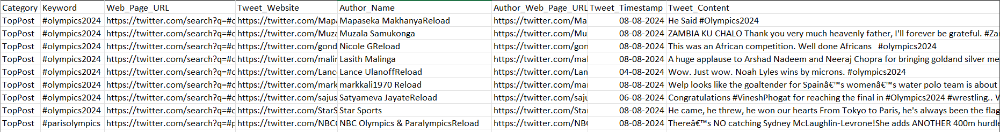 Category Keyword Web_Page_URL Tweet_Website Author_Name Author_Web_Page_URL Tweet_Timestamp Tweet_Content
TopPost #olympics2024 https://twitter.com/search?q=#c https://twitter.com/Mapa Mapaseka MakhanyaReload https://twitter.com/Ma 08-08-2024 He Said #Olympics2024
TopPost #olympics2024 https://twitter.com/search?q=#c https://twitter.com/Muza Muzala Samukonga https://twitter.com/Mu 08-08-2024 ZAMBIA KU CHALO Thank you very much heavenly father, I'll forever be grateful. #Za
TopPost #olympics2024 https://twitter.com/search?q=#c https://twitter.com/gond Nicole GReload https://twitter.com/gon 08-08-2024 This was an African competition. Well done Africans #olympics2024
TopPost #olympics2024 https://twitter.com/search?q=#c https://twitter.com/malin Lasith Malinga https://twitter.com/mal 08-08-2024 A huge applause to Arshad Nadeem and Neeraj Chopra for bringing goldand silver me
TopPost #olympics2024 https://twitter.com/search?q=#c https://twitter.com/Lanc Lance UlanoffReload https://twitter.com/Lan 04-08-2024 Wow. Just wow. Noah Lyles wins by microns. #olympics2024
TopPost #olympics2024 https://twitter.com/search?q=#c https://twitter.com/mark markkali1970 Reload https://twitter.com/mar 08-08-2024 Welp looks like the goaltender for Spainâ€™s womenâ€™s water polo team is about
TopPost #olympics2024 https://twitter.com/search?q=#c https://twitter.com/sajus Satyameva JayateReload https://twitter.com/saju 06-08-2024 Congratulations #VineshPhogat for reaching the final in #Olympics2024 #wrestling..
TopPost #olympics2024 https://twitter.com/search?q=#c https://twitter.com/StarS Star Sports https://twitter.com/Sta 08-08-2024 He came, he threw, he won our hearts From Tokyo to Paris, he's always been the flag
TopPost #parisolympics https://twitter.com/search?q=#p https://twitter.com/NBCO NBC Olympics & ParalympicsReload https://twitter.com/NBC 08-08-2024 Thereâ€™s NO catching Sydney McLaughlin-Levrone!She adds ANOTHER 400m hurdle